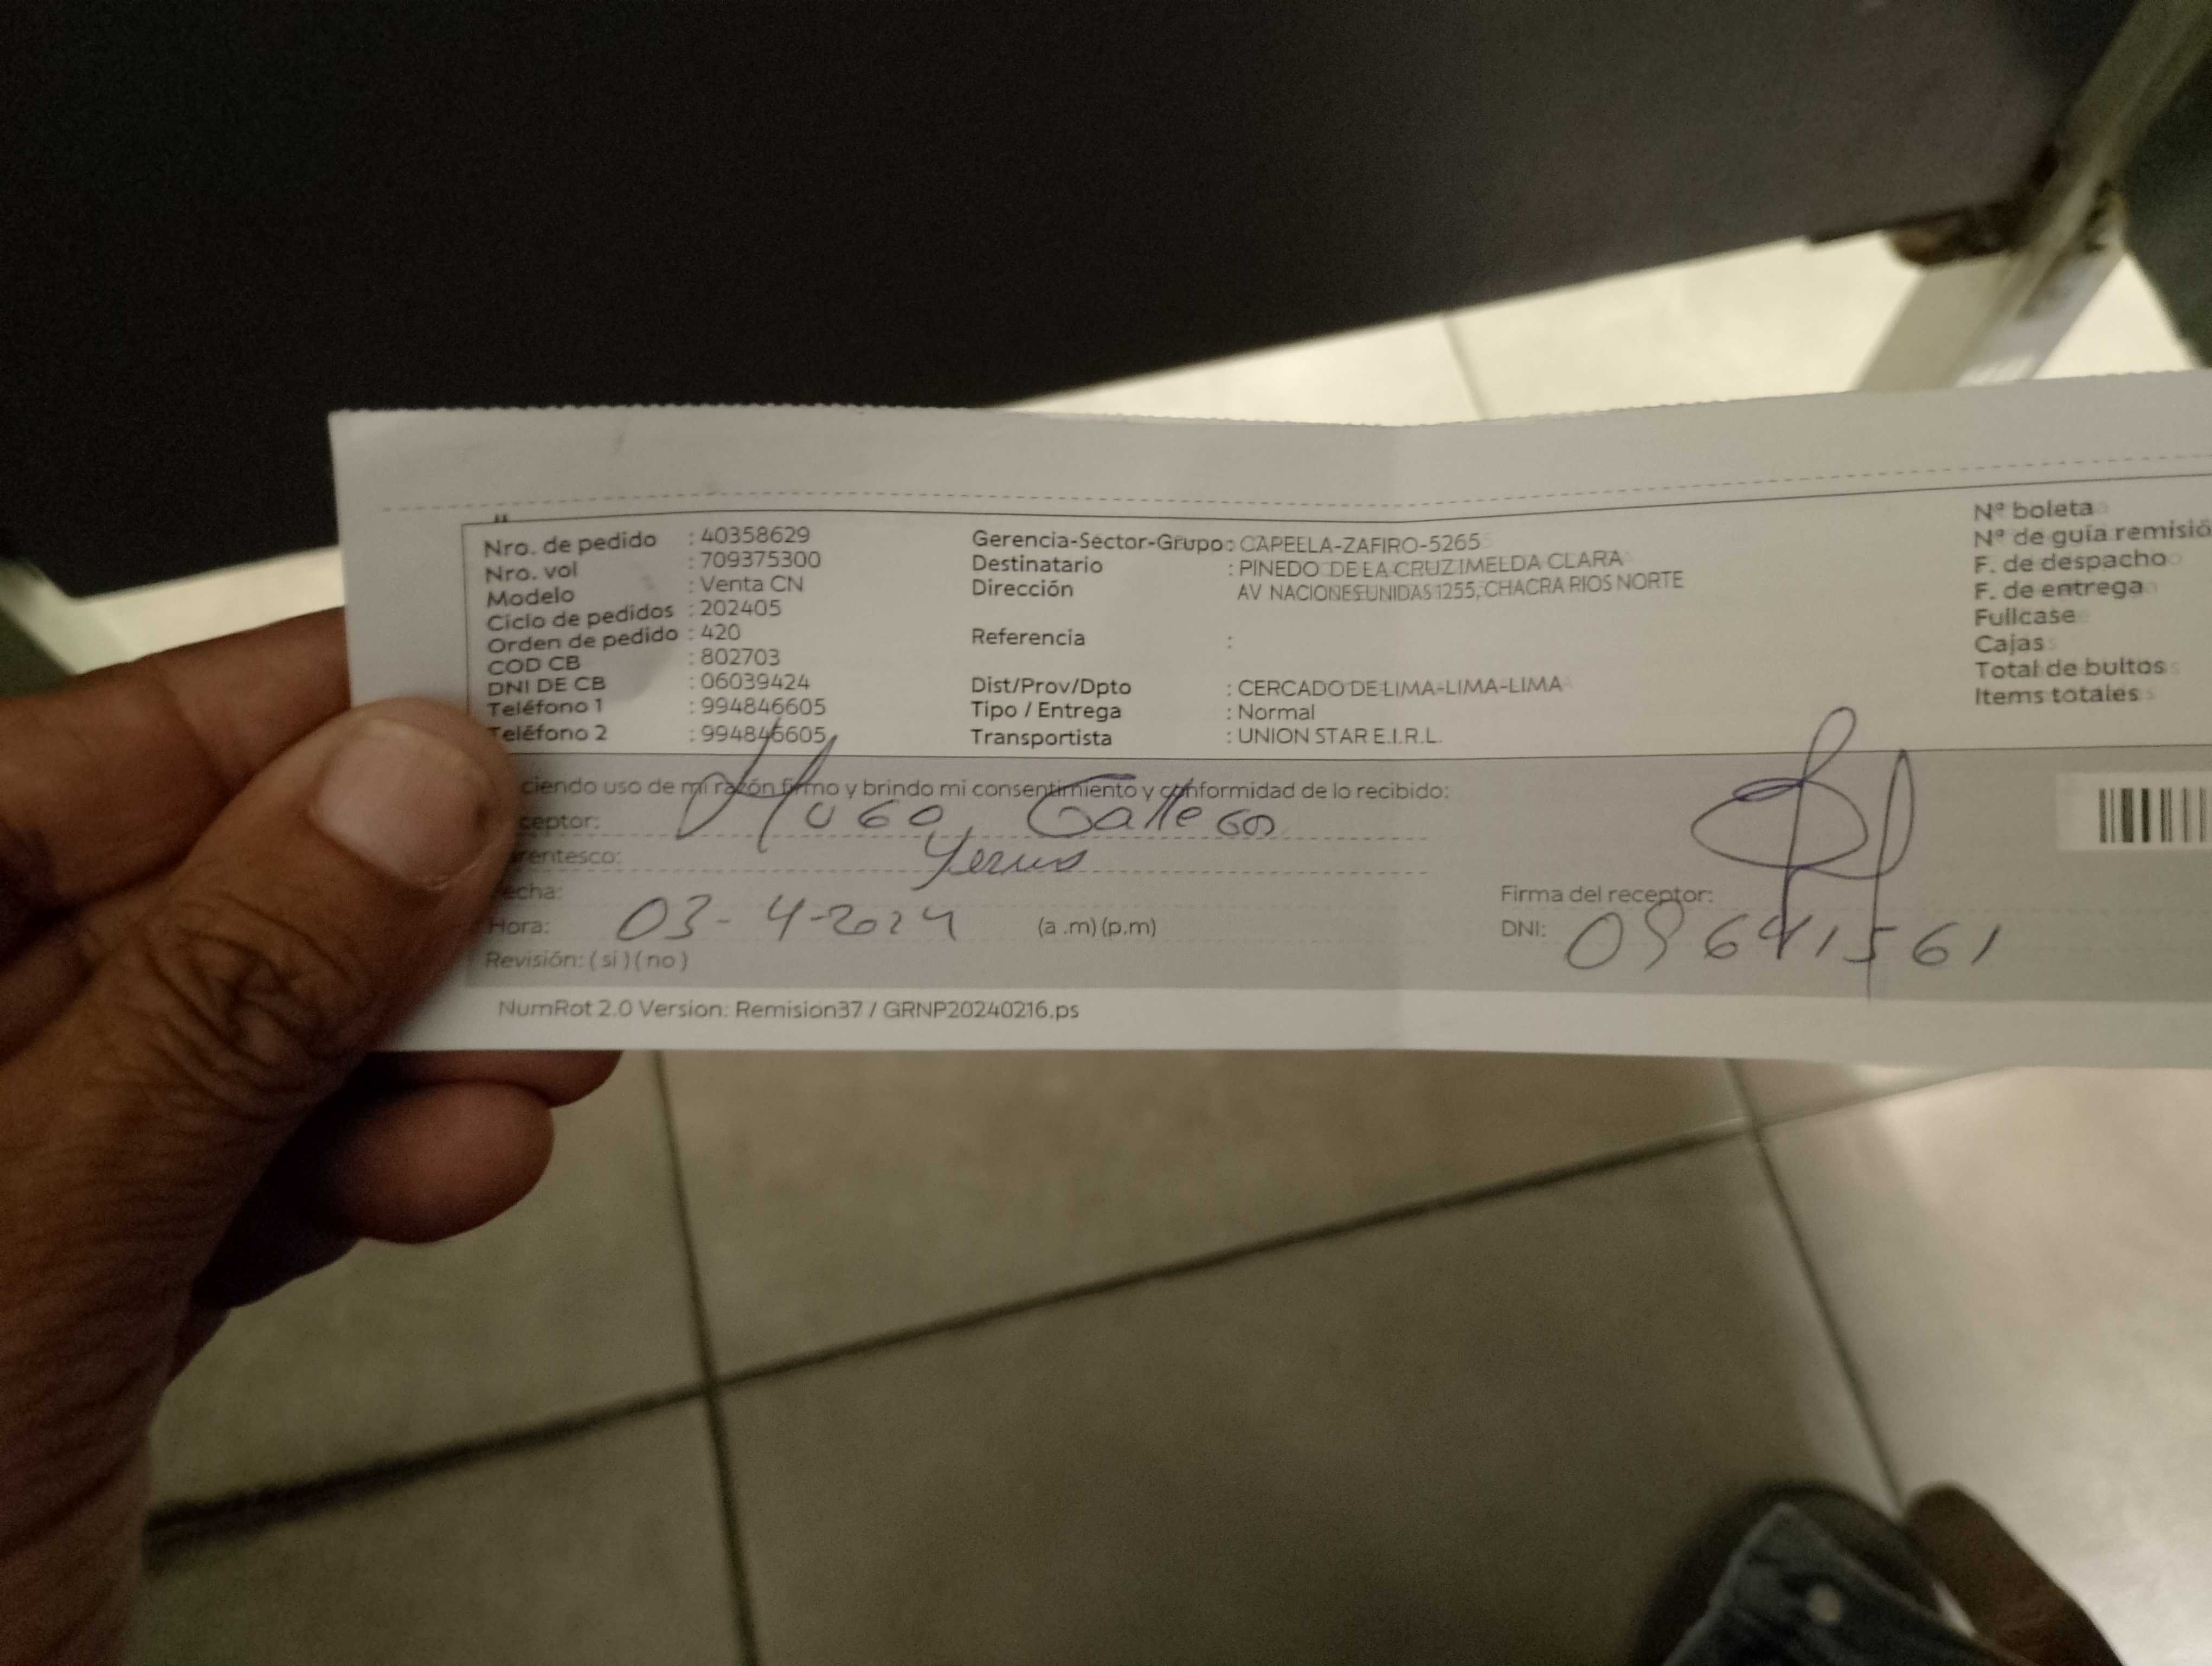 Nro. de pedido : 40358629
Nro. vol : 709375300
Modelo : Venta CN
Ciclo de pedidos : 202405
Orden de pedido : 420
COD CB : 802703
DNI DE CB : 06039424
Teléfono 1 : 994846605
Teléfono 2 : 994846605
Gerencia-Sector-Grupo : CAPELLA-ZAFIRO-5265
Destinatario : PINEDO DE LA CRUZ IMELDA CLARA
Dirección AV NACIONES UNIDAS 1255, CHACRA RIOS NORTE
Referencia :
Dist/Prov/Dpto : CERCADO DE LIMA-LIMA-LIMA
Tipo / Entrega : Normal
Transportista : UNION STAR E.I.R.L.
Nº boleta
Nº de guía remisió
F. de despacho
F. de entrega
Fullcase
Cajas
Total de bultos
Items totales
ciendo uso de mi razón firmo y brindo mi consentimiento y conformidad de lo recibido:
ceptor: Hugo Gallegos
rentesco: Yerno
echa:
Hora: 03-4-2024 (a .m) (p.m)
Revisión: ( si ) ( no )
Firma del receptor:
DNI: 09641561
NumRot 2.0 Version: Remision37 / GRNP20240216.ps